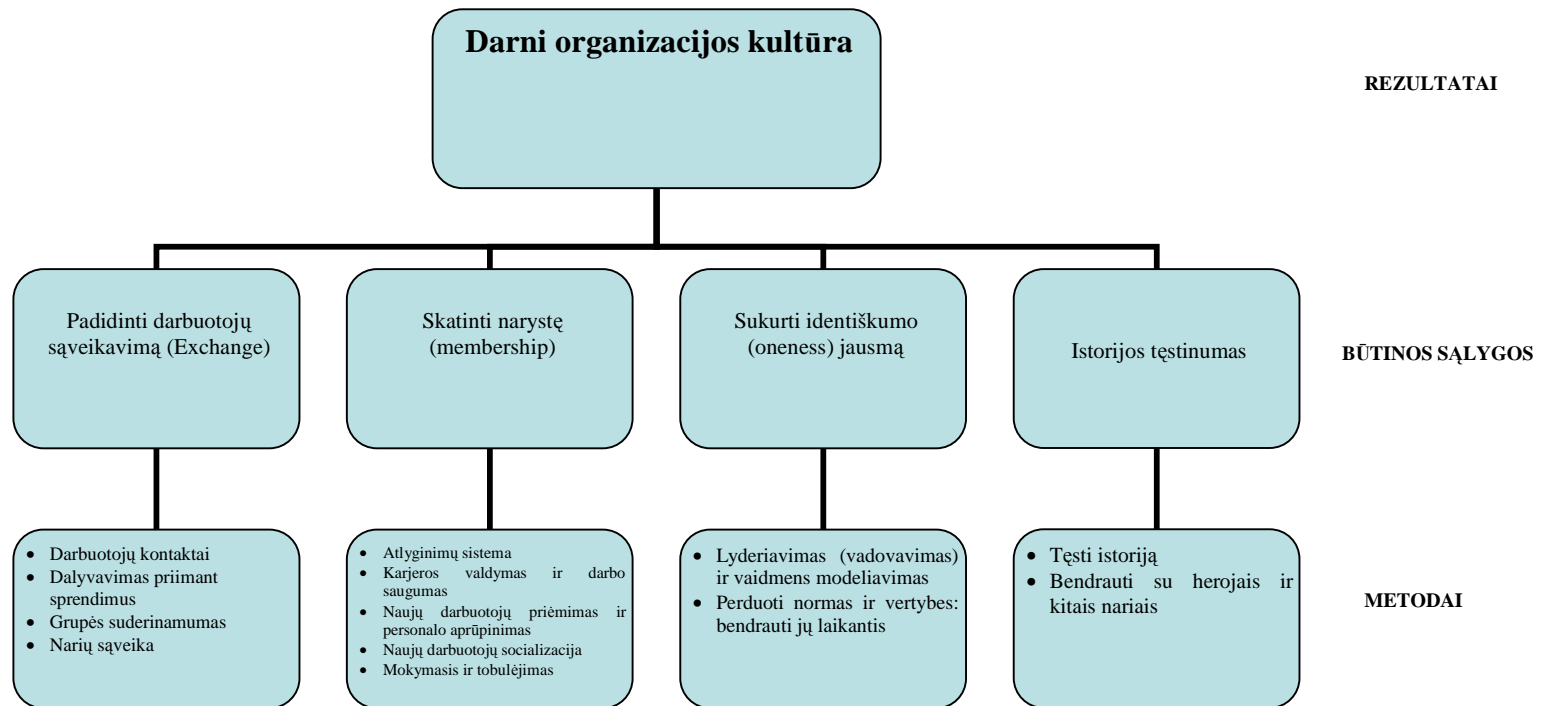 Darni organizacijos kultūra
REZULTATAI
Padidinti darbuotojų
sąveikavimą (Exchange)
Skatinti narystę
(membership)
Sukurti identiškumo
(oneness) jausmą
Istorijos tęstinumas
BŪTINOS SĄLYGOS
• Darbuotojų kontaktai
• Dalyvavimas priimant
sprendimus
• Grupės suderinamumas
• Narių sąveika
• Atlyginimų sistema
• Karjeros valdymas ir darbo
saugumas
• Naujų darbuotojų priėmimas ir
personalo aprūpinimas
• Naujų darbuotojų socializacija
• Mokymasis ir tobulėjimas
• Lyderiavimas (vadovavimas)
ir vaidmens modeliavimas
• Perduoti normas ir vertybes:
bendrauti jų laikantis
• Tęsti istoriją
• Bendrauti su herojais ir
kitais nariais
METODAI